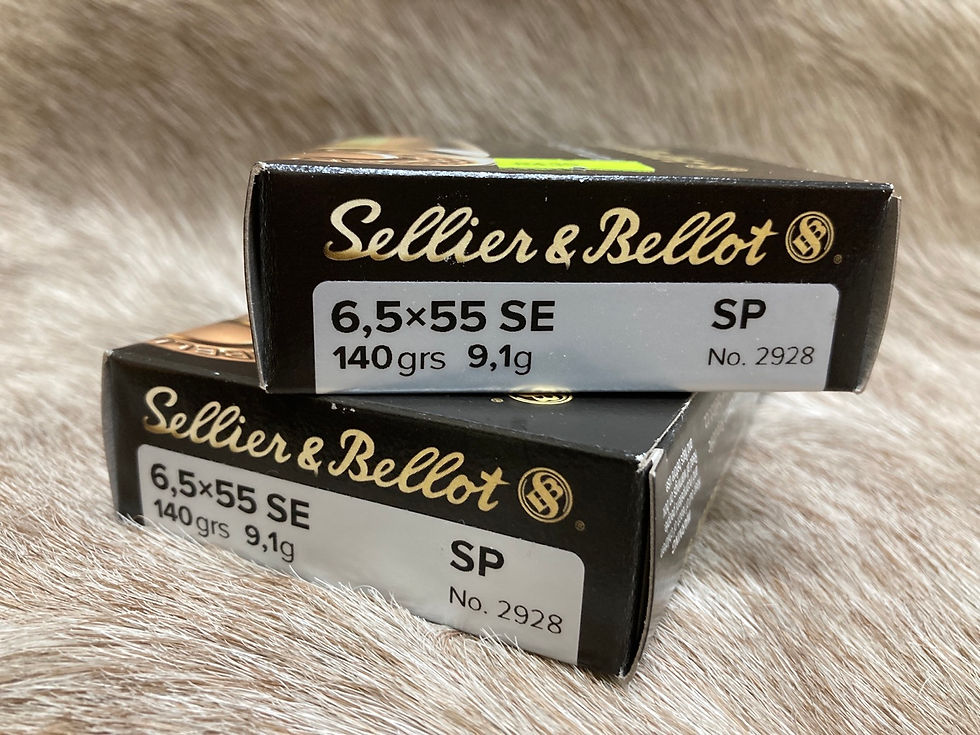 Sellier & Bellot
6,5×55 SE SP
140 grs 9,1g No. 2928
Sellier & Bellot
6,5×55 SE
140 grs 9,1g
SP
No. 2928